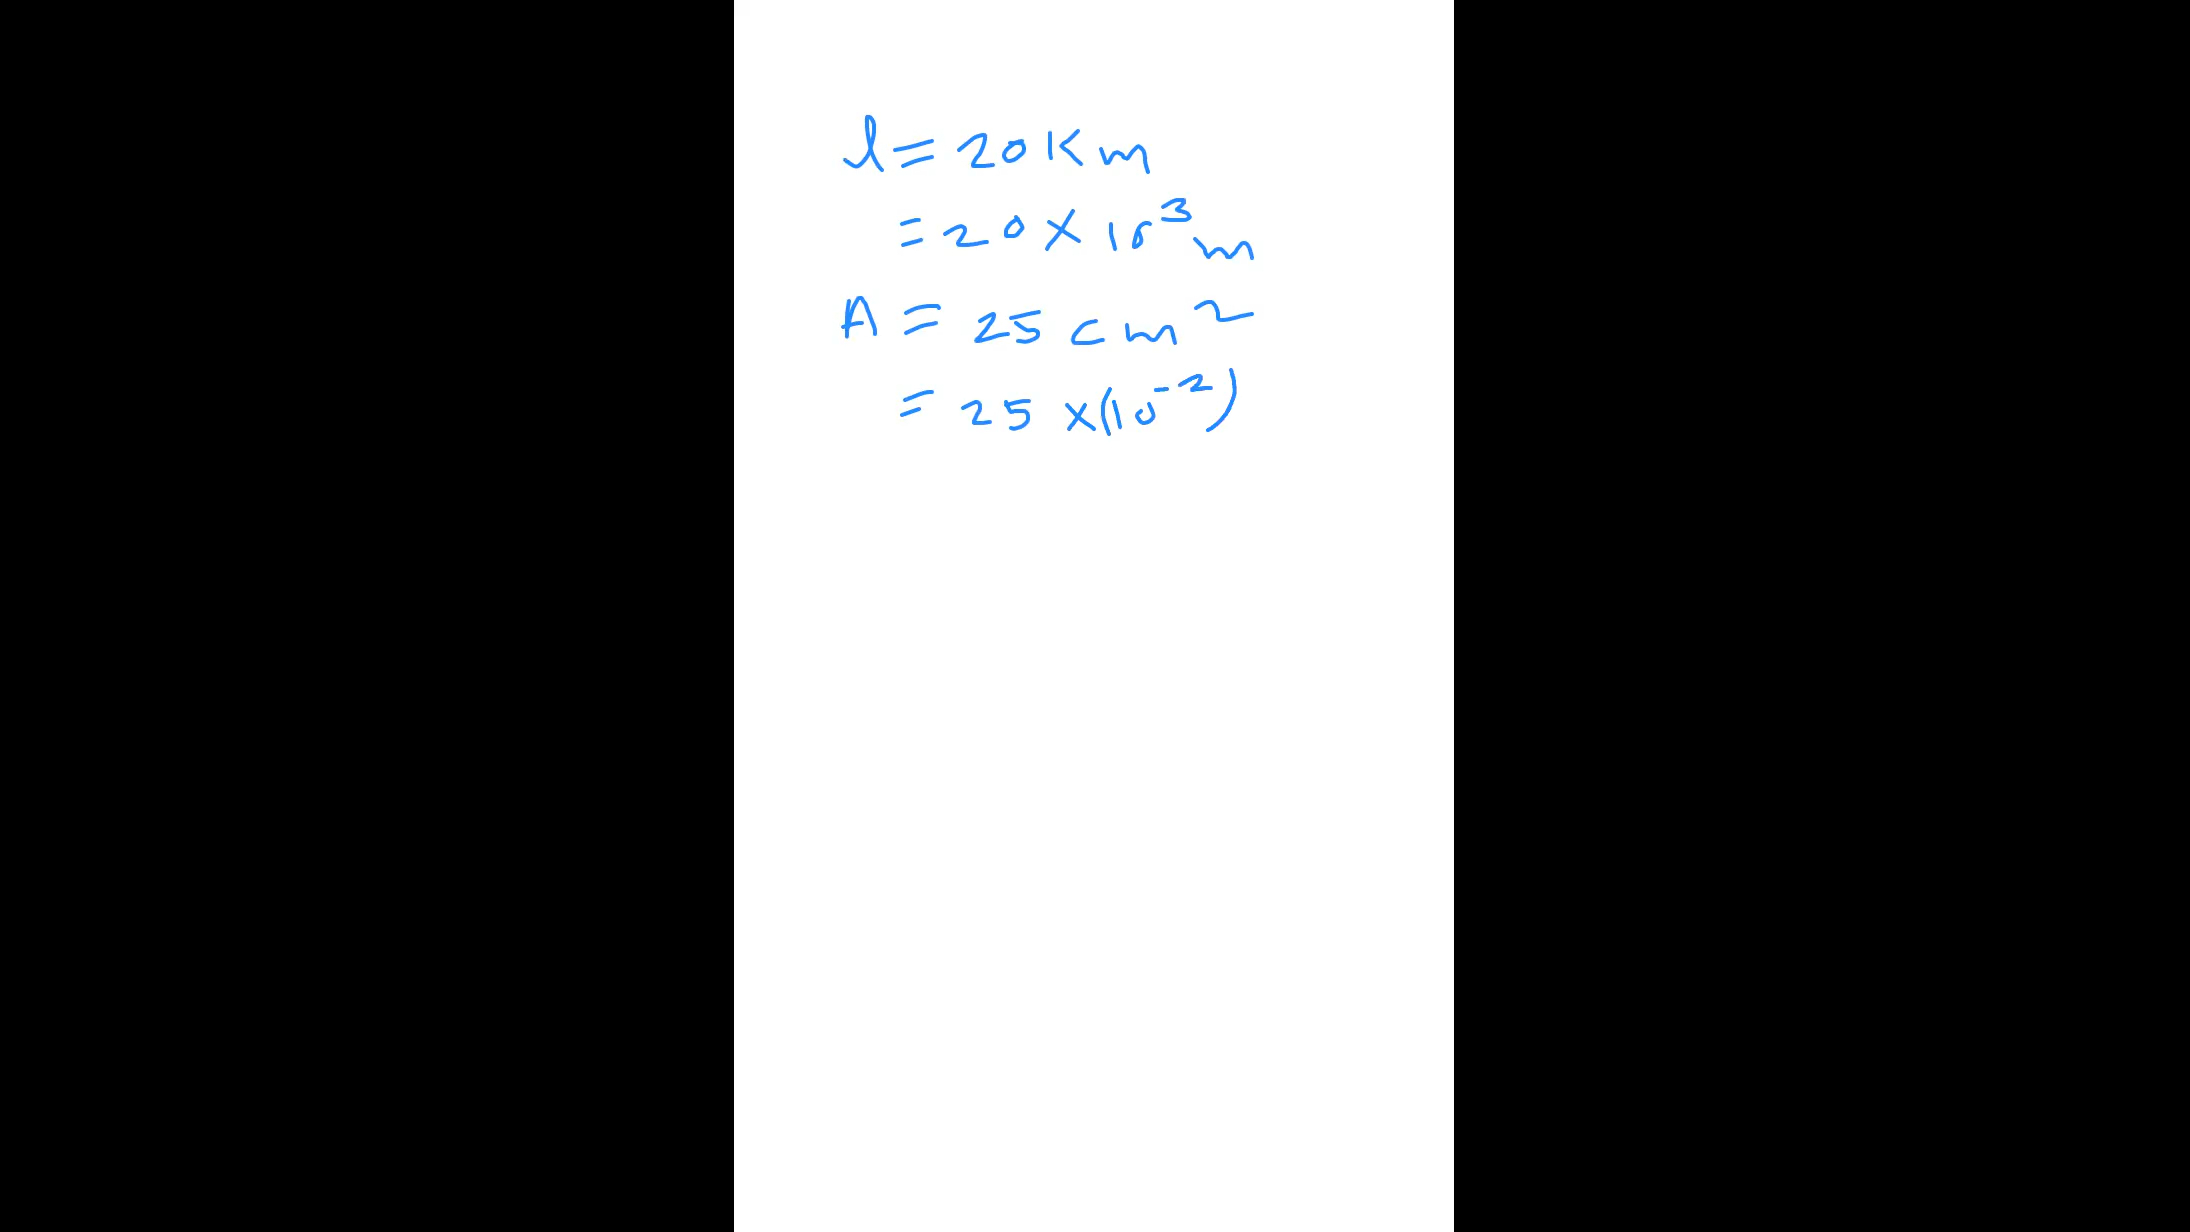 l = 20 Km
= 20 × 10³ m
A = 25 cm²
= 25 × (10⁻²)